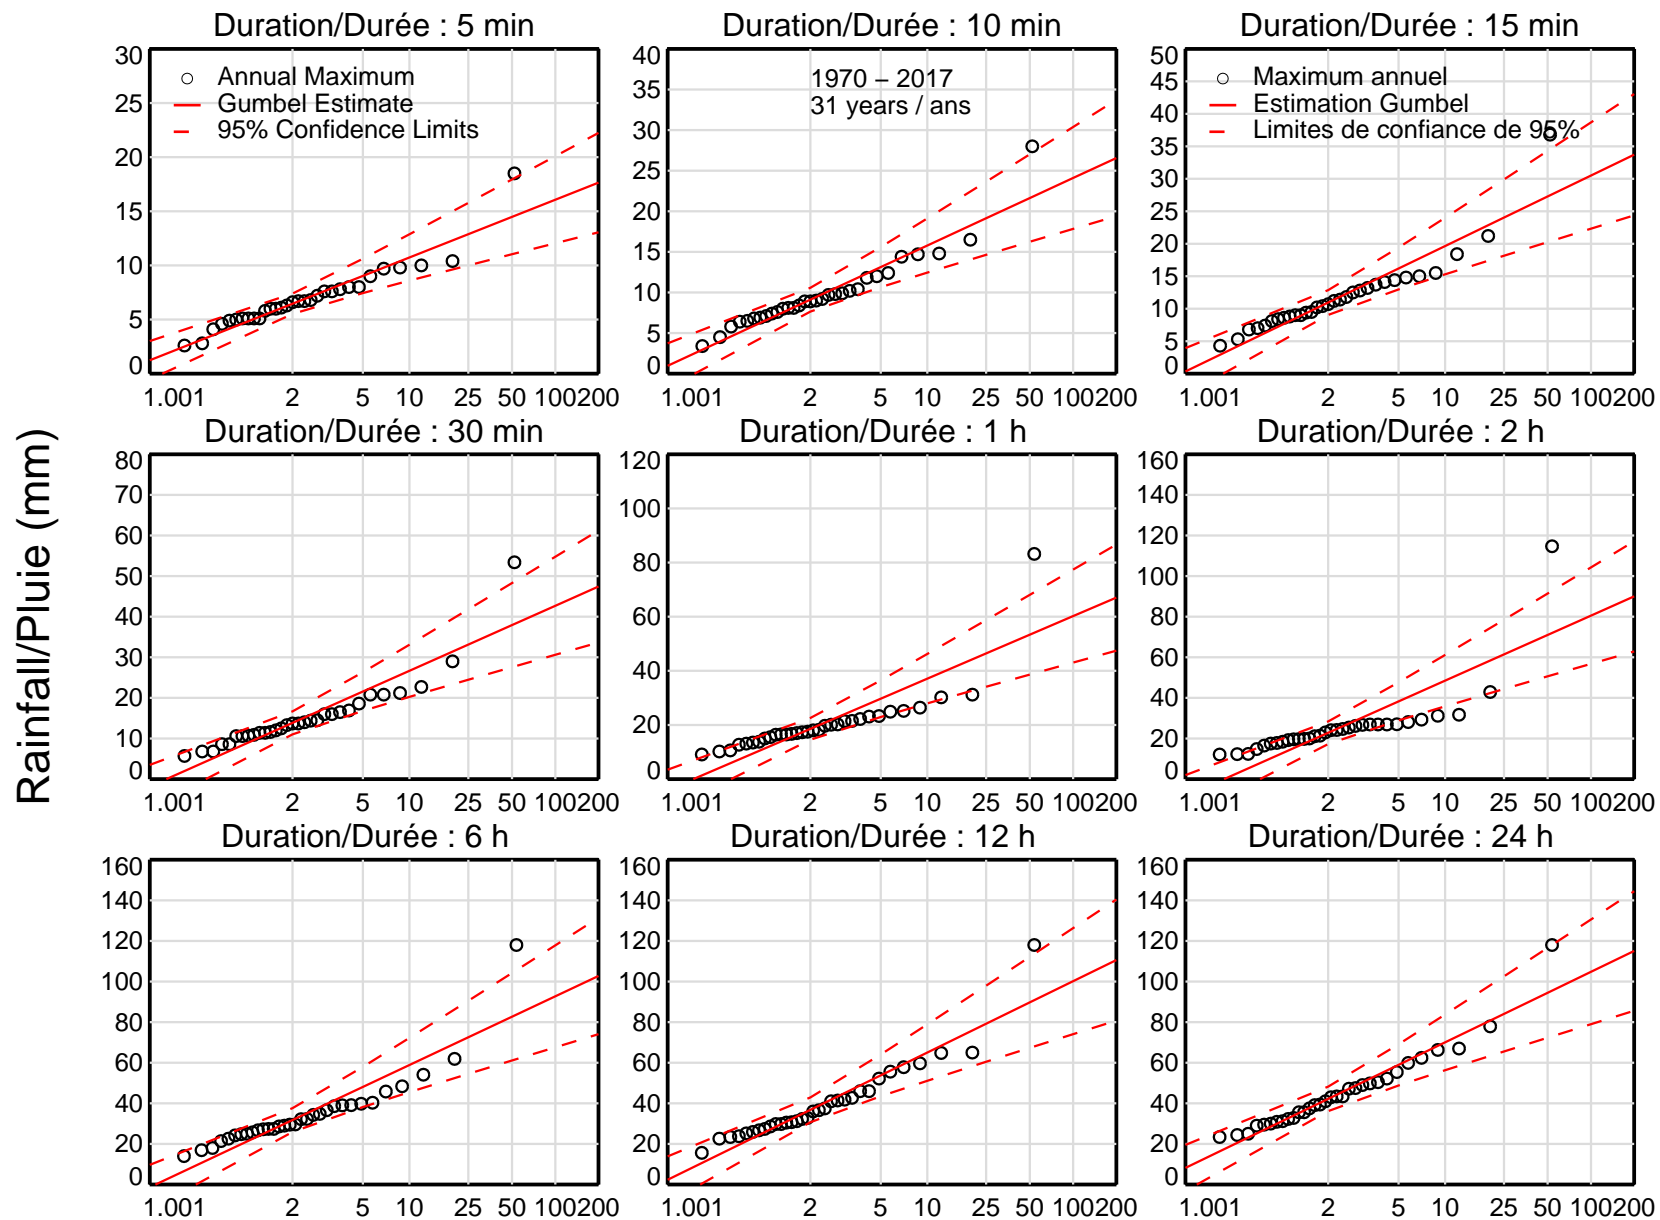 Duration/Durée : 5 min
30
25
20
15
10
5
0
Annual Maximum
Gumbel Estimate
95% Confidence Limits
1.001 2 5 10 25 50 100200
Duration/Durée : 10 min
40
35
30
25
20
15
10
5
0
1970 – 2017
31 years / ans
1.001 2 5 10 25 50 100200
Duration/Durée : 15 min
50
45
40
35
30
25
20
15
10
5
0
Maximum annuel
Estimation Gumbel
Limites de confiance de 95%
1.001 2 5 10 25 50 100200
Rainfall/Pluie (mm)
Duration/Durée : 30 min
80
70
60
50
40
30
20
10
0
1.001 2 5 10 25 50 100200
Duration/Durée : 1 h
120
100
80
60
40
20
0
1.001 2 5 10 25 50 100200
Duration/Durée : 2 h
160
140
120
100
80
60
40
20
0
1.001 2 5 10 25 50 100200
Duration/Durée : 6 h
160
140
120
100
80
60
40
20
0
1.001 2 5 10 25 50 100200
Duration/Durée : 12 h
160
140
120
100
80
60
40
20
0
1.001 2 5 10 25 50 100200
Duration/Durée : 24 h
160
140
120
100
80
60
40
20
0
1.001 2 5 10 25 50 100200